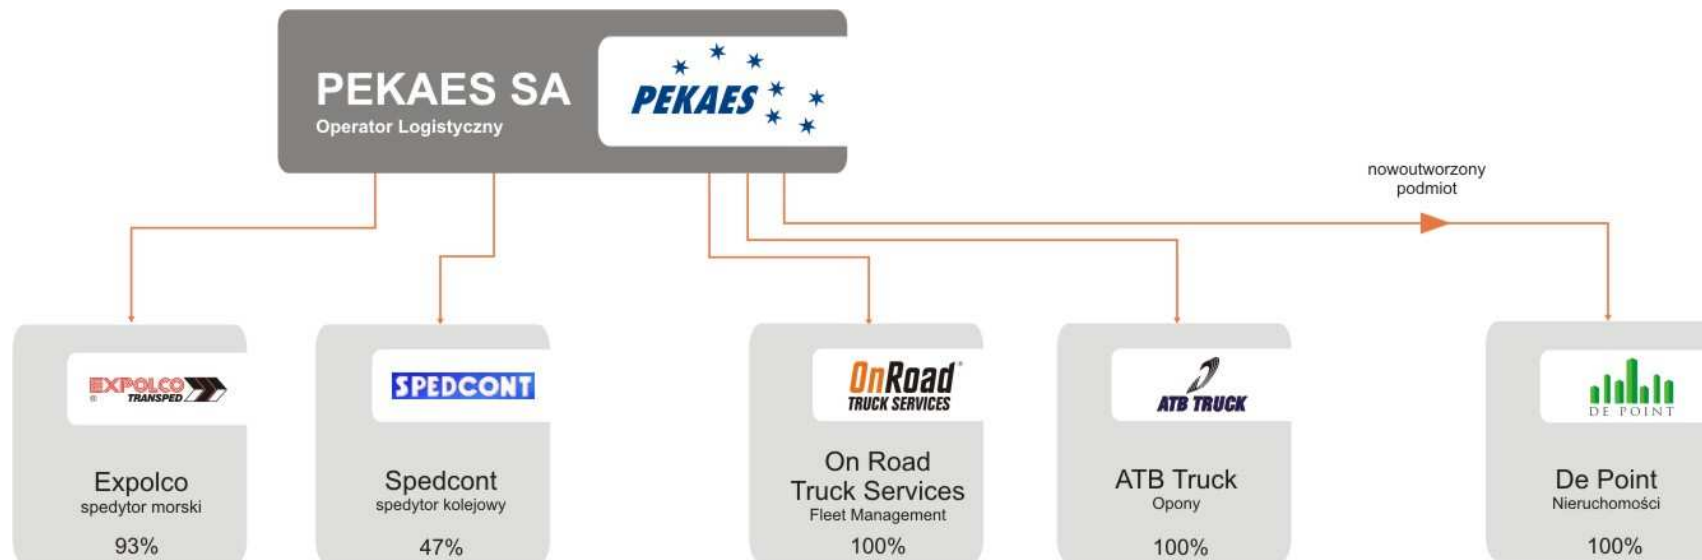 PEKAES SA
Operator Logistyczny
PEKAES
nowoutworzony
podmiot
EXPOLCO
®
TRANSPED
Expolco
spedytor morski
93%
SPEDCONT
Spedcont
spedytor kolejowy
47%
OnRoad®
TRUCK SERVICES
On Road
Truck Services
Fleet Management
100%
ATB TRUCK
ATB Truck
Opony
100%
DE POINT
De Point
Nieruchomości
100%